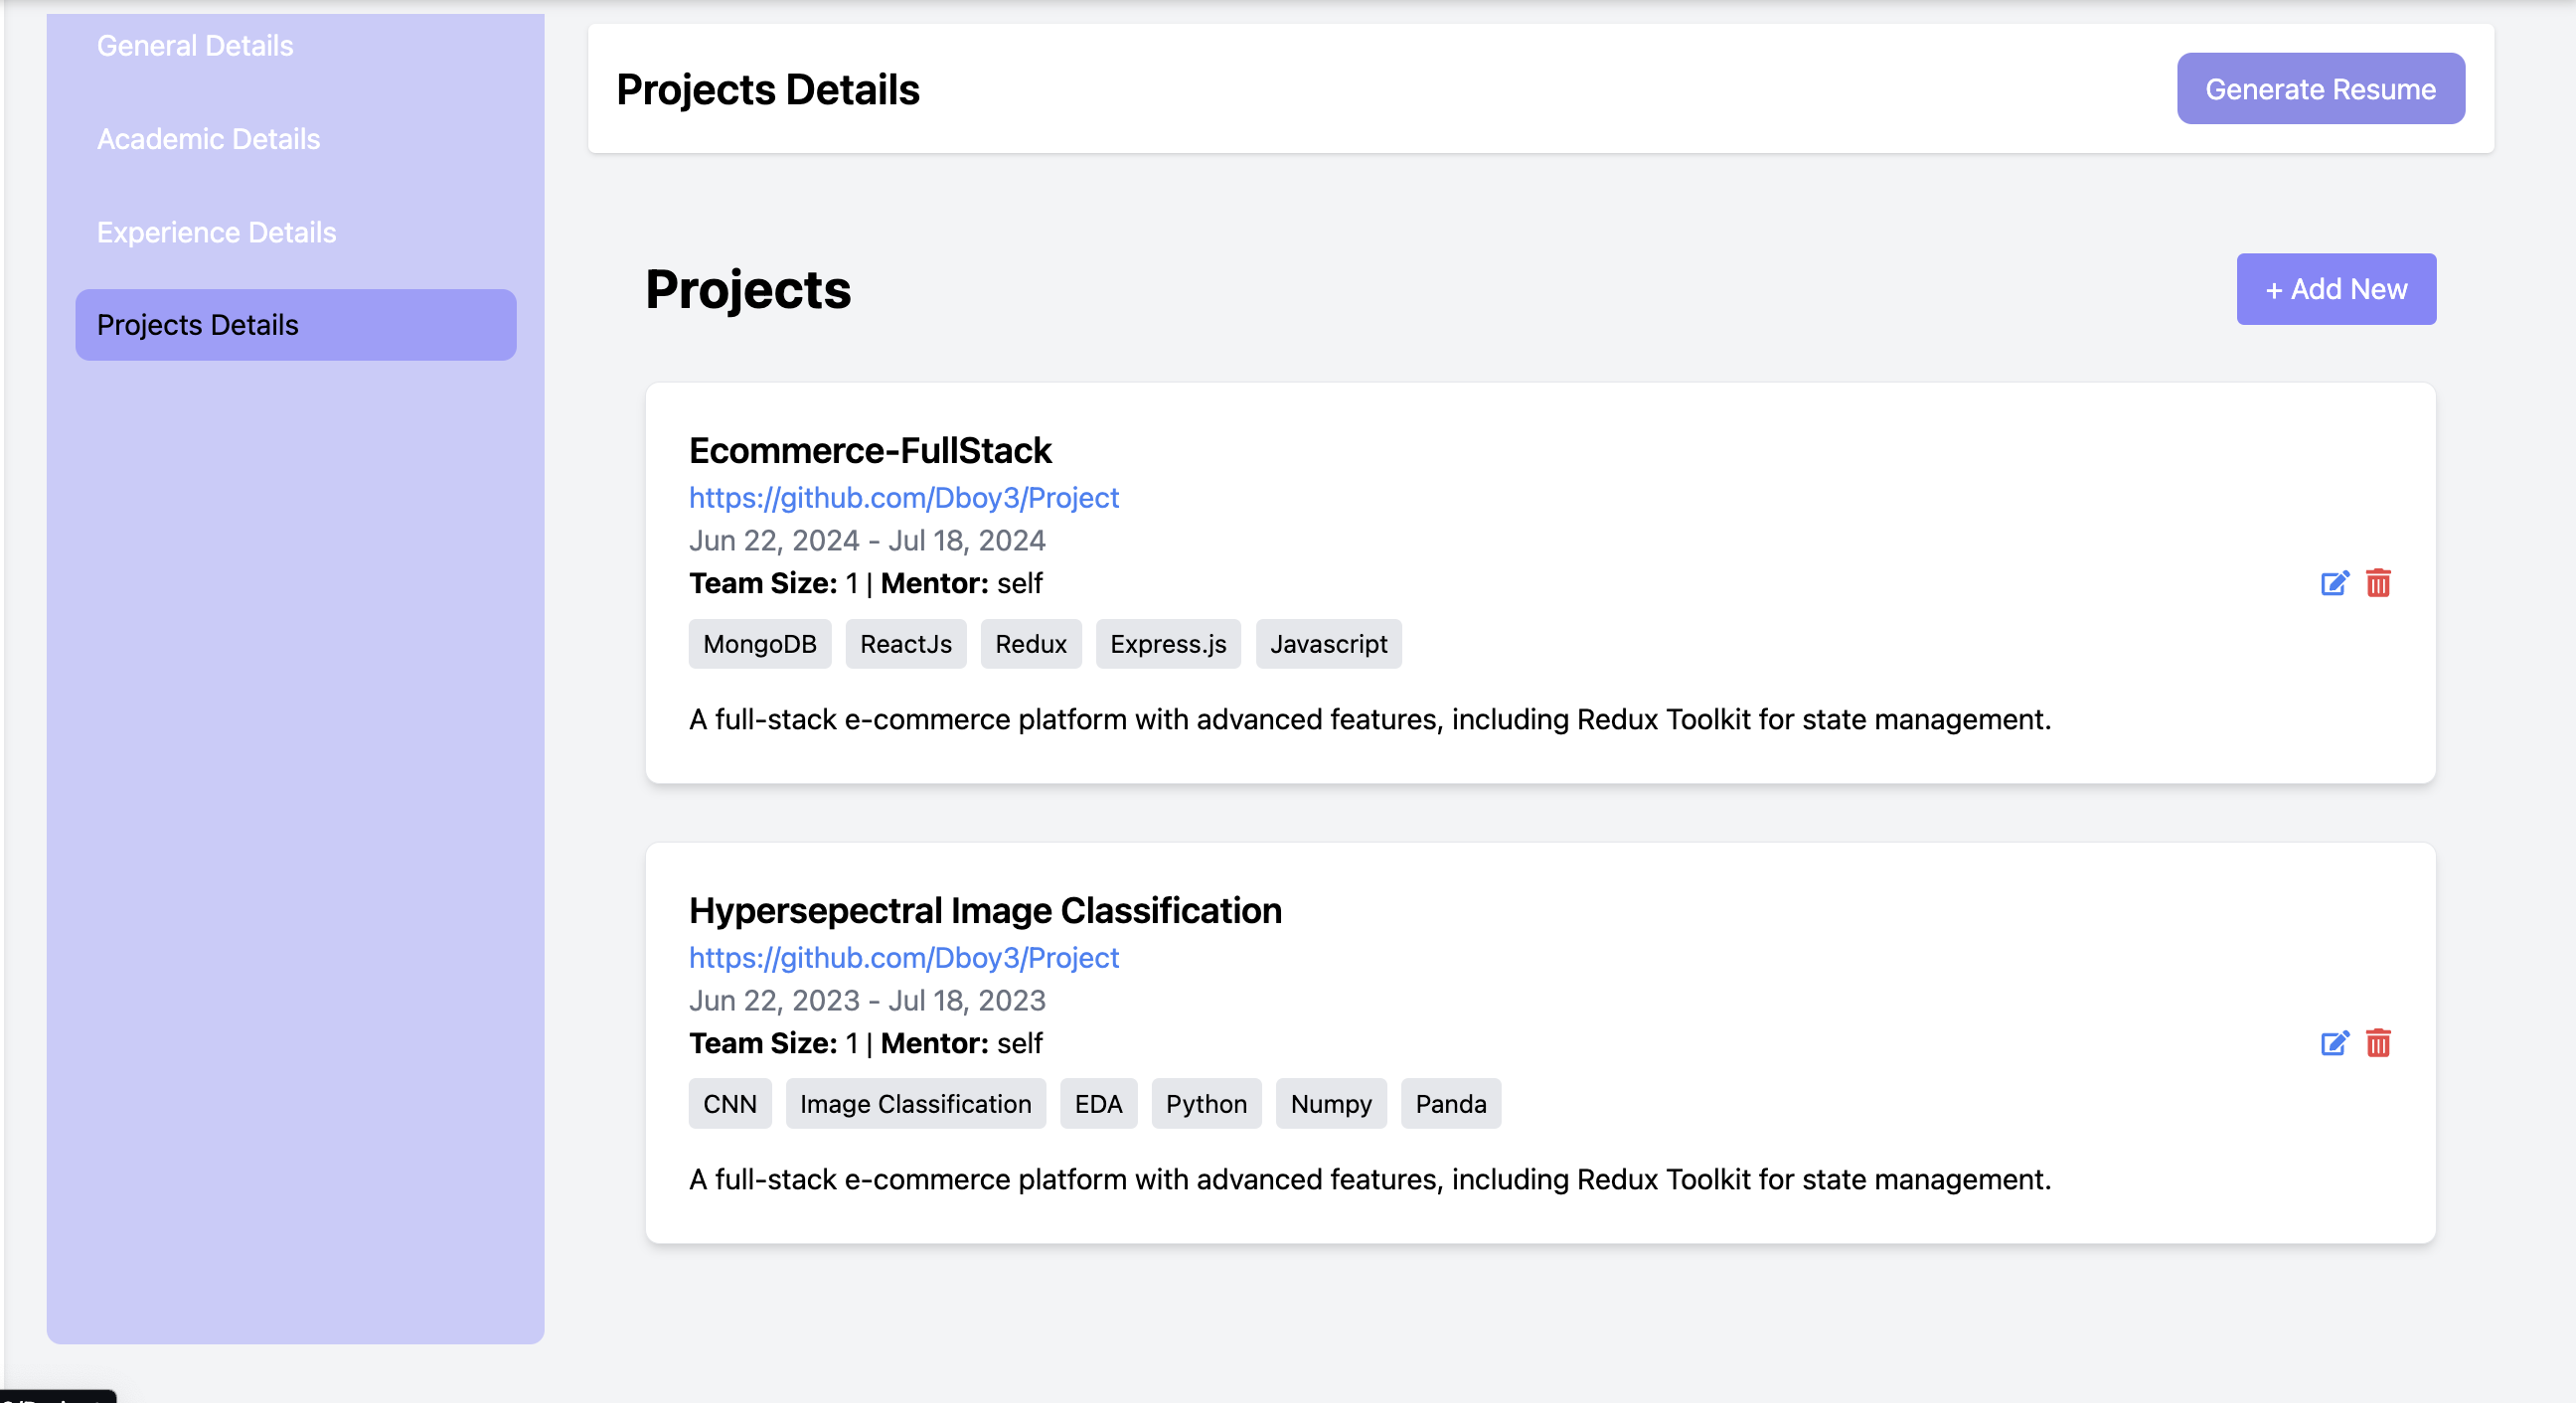 General Details
Academic Details
Experience Details
Projects Details
Projects Details
Generate Resume
Projects
+ Add New
Ecommerce-FullStack
https://github.com/Dboy3/Project
Jun 22, 2024 - Jul 18, 2024
Team Size: 1 | Mentor: self
MongoDB ReactJs Redux Express.js Javascript
A full-stack e-commerce platform with advanced features, including Redux Toolkit for state management.
Hypersepectral Image Classification
https://github.com/Dboy3/Project
Jun 22, 2023 - Jul 18, 2023
Team Size: 1 | Mentor: self
CNN Image Classification EDA Python Numpy Panda
A full-stack e-commerce platform with advanced features, including Redux Toolkit for state management.